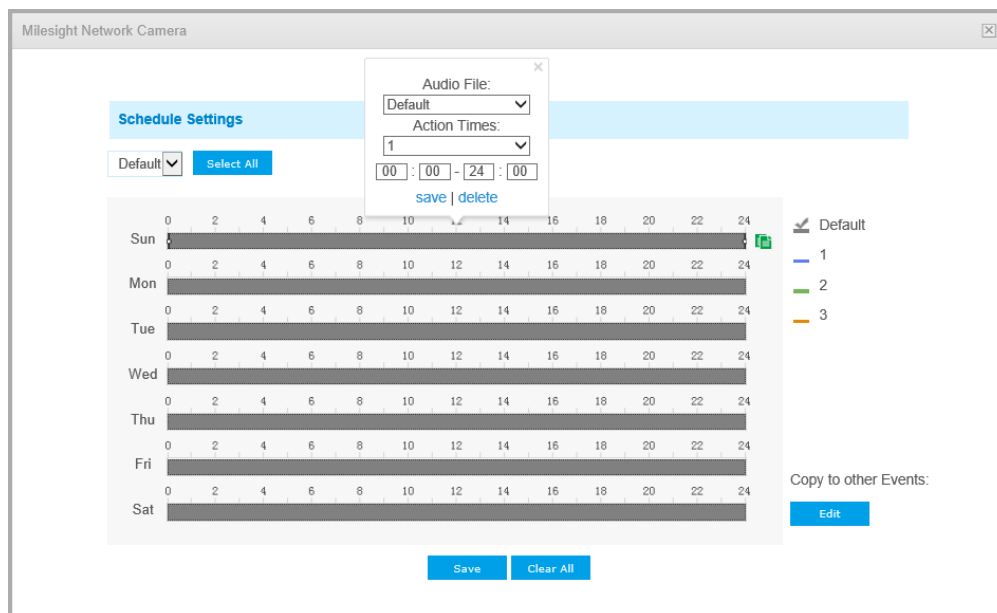 Milesight Network Camera
Audio File:
Default
Action Times:
1
00 : 00 - 24 : 00
save | delete
Schedule Settings
Default
Select All
0 2 4 6 8 12 14 16 18 20 22 24
Sun
0 2 4 6 8 10 12 14 16 18 20 22 24
Mon
0 2 4 6 8 10 12 14 16 18 20 22 24
Tue
0 2 4 6 8 10 12 14 16 18 20 22 24
Wed
0 2 4 6 8 10 12 14 16 18 20 22 24
Thu
0 2 4 6 8 10 12 14 16 18 20 22 24
Fri
0 2 4 6 8 10 12 14 16 18 20 22 24
Sat
Default
1
2
3
Copy to other Events:
Edit
Save
Clear All